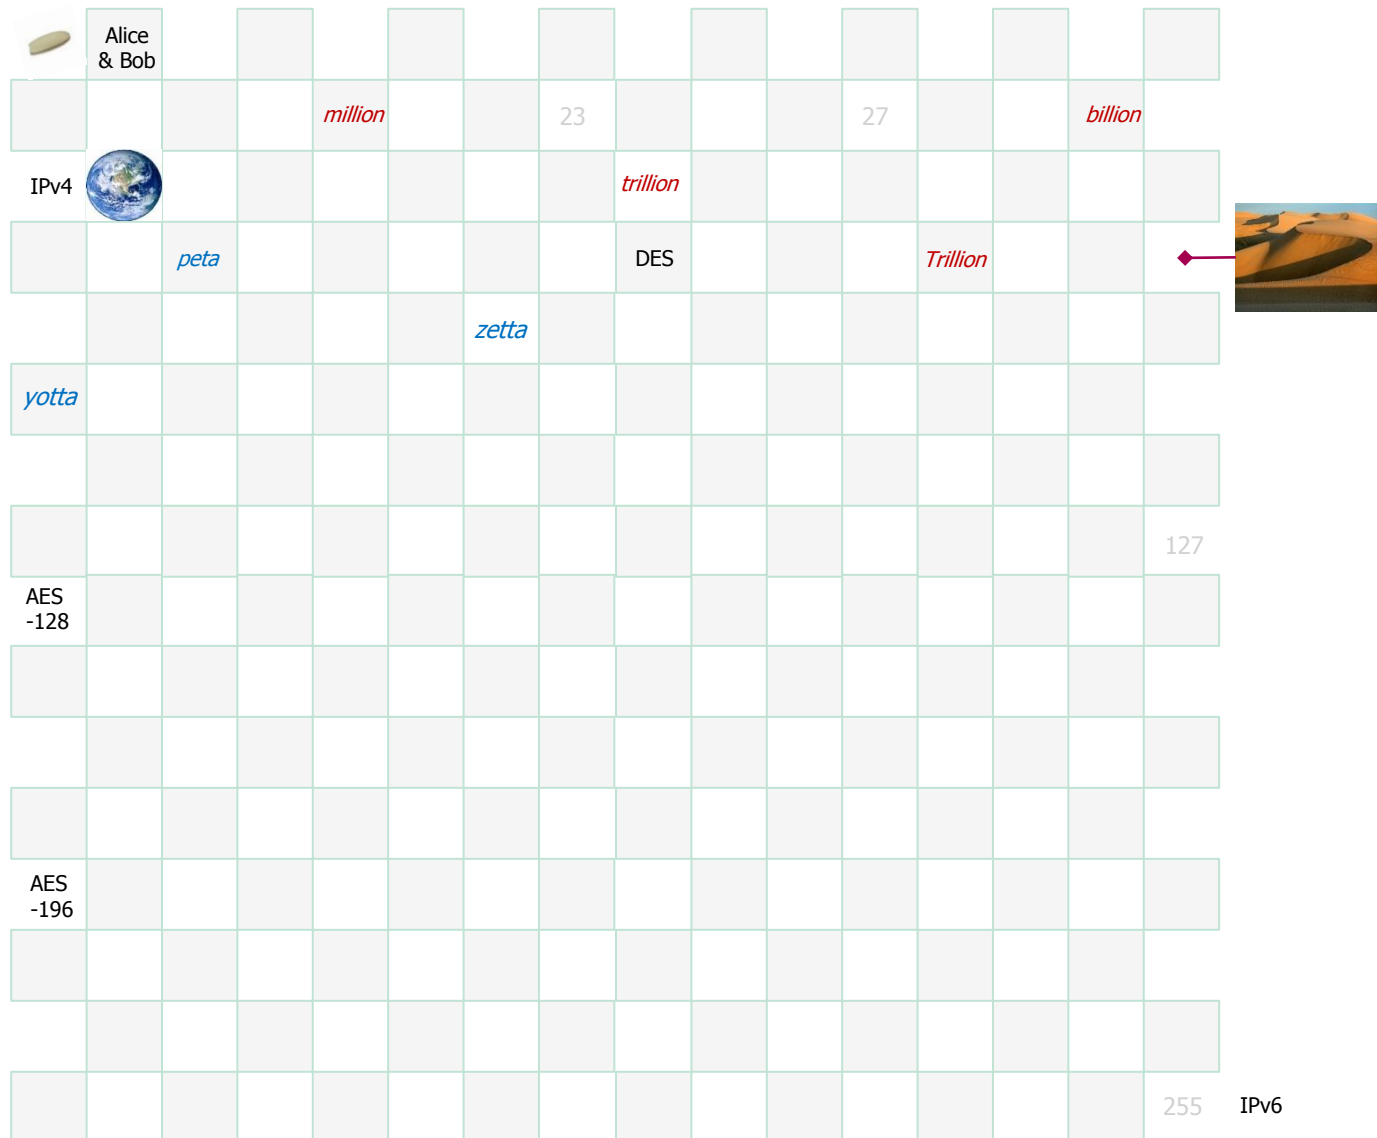 Alice
& Bob
million
23
27
billion
IPv4
trillion
peta
DES
Trillion
zetta
yotta
127
AES
-128
AES
-196
255
IPv6